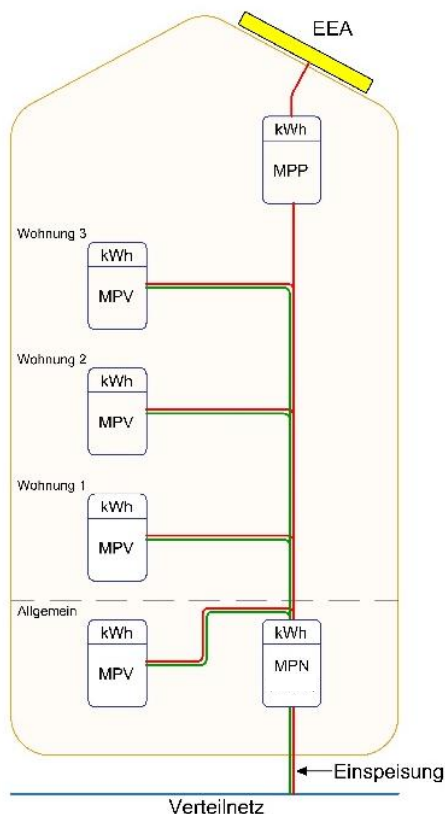 EEA
kWh
MPP
Wohnung 3
kWh
MPV
Wohnung 2
kWh
MPV
Wohnung 1
kWh
MPV
Allgemein
kWh
MPV
kWh
MPN
Einspeisung
Verteilnetz